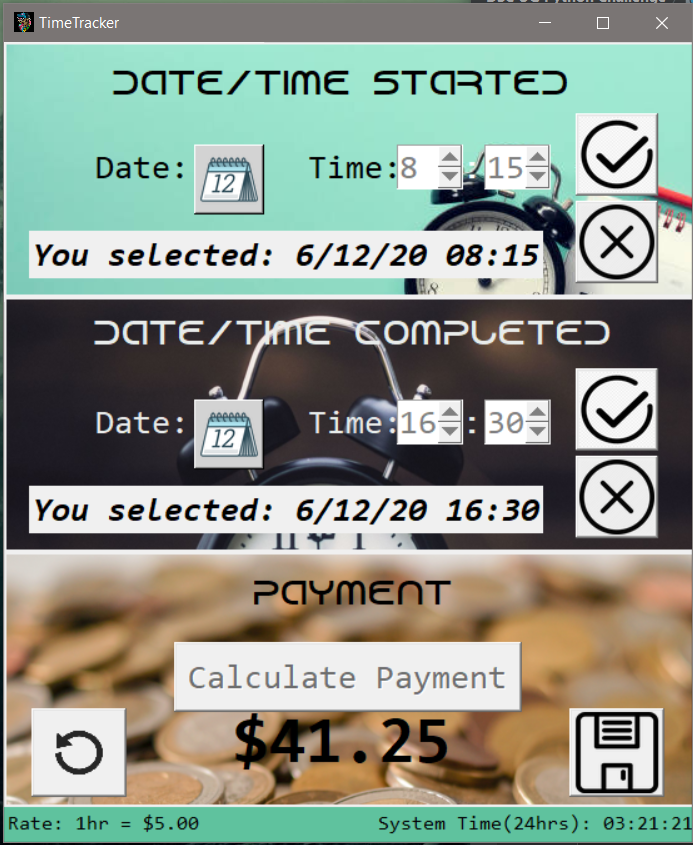 TimeTracker
DATE/TIME STARTED
Date: 12 Time: 8 : 15
You selected: 6/12/20 08:15
DATE/TIME COMPLETED
Date: 12 Time: 16 : 30
You selected: 6/12/20 16:30
PAYMENT
Calculate Payment
$41.25
Rate: 1hr = $5.00 System Time(24hrs): 03:21:21